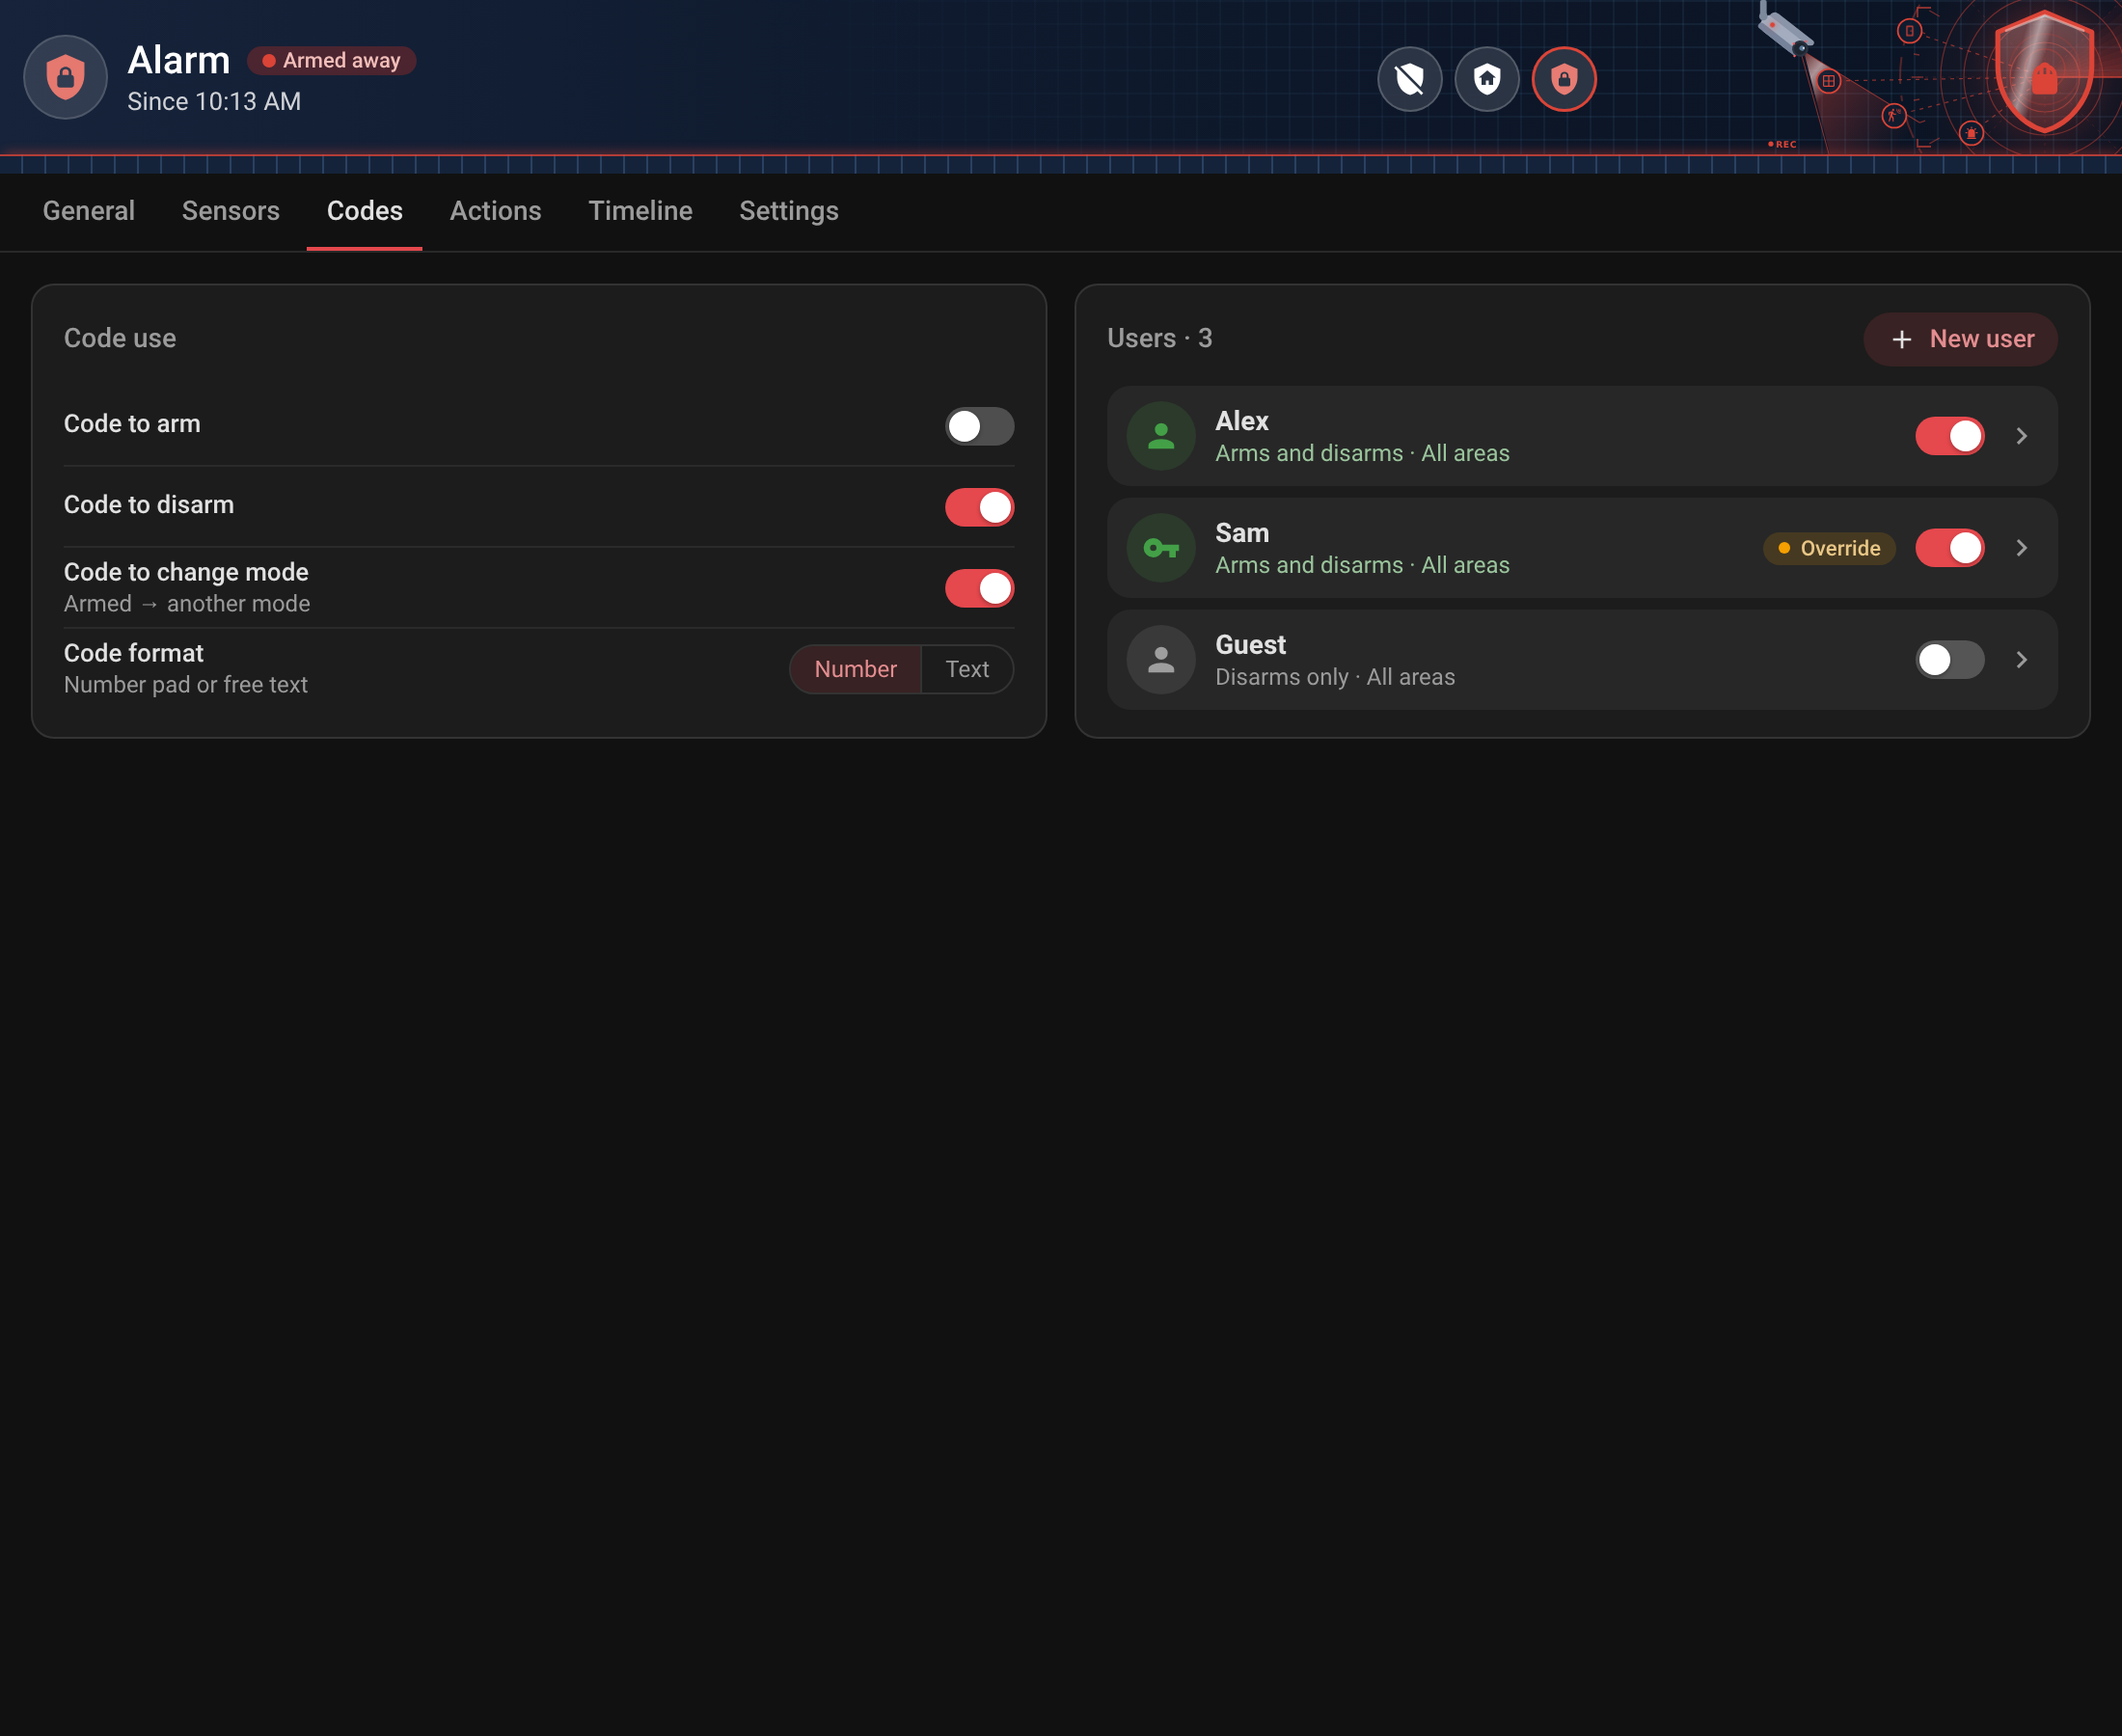 Alarm
Armed away
Since 10:13 AM
REC
General
Sensors
Codes
Actions
Timeline
Settings
Code use
Code to arm
Code to disarm
Code to change mode
Armed → another mode
Code format
Number pad or free text
Number
Text
Users · 3
New user
Alex
Arms and disarms · All areas
Sam
Arms and disarms · All areas
Override
Guest
Disarms only · All areas